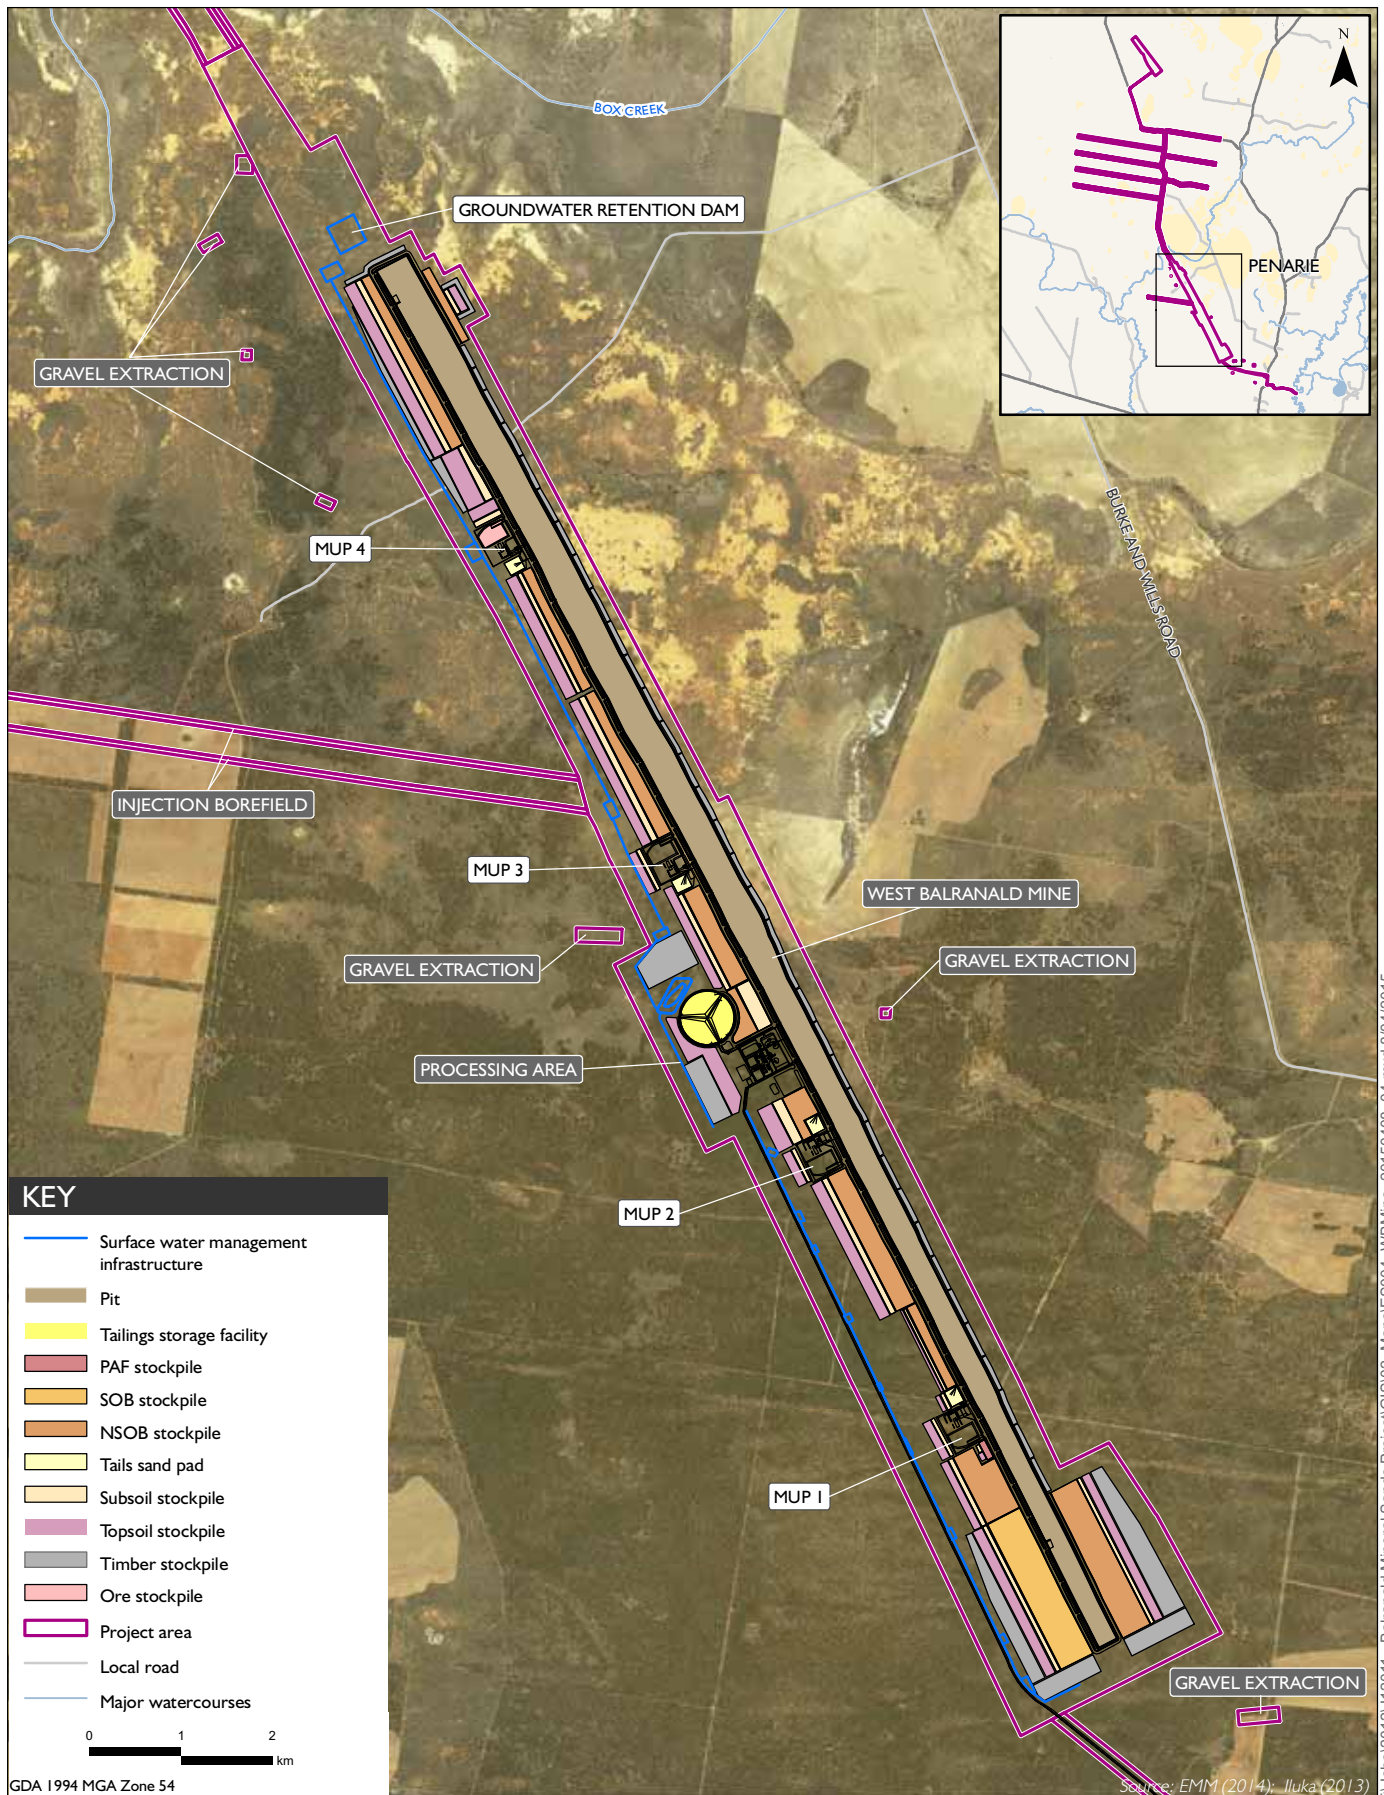 N
BOX CREEK
GROUNDWATER RETENTION DAM
PENARIE
GRAVEL EXTRACTION
BURKE AND WILLS ROAD
MUP 4
INJECTION BOREFIELD
MUP 3
WEST BALRANALD MINE
GRAVEL EXTRACTION
GRAVEL EXTRACTION
PROCESSING AREA
MUP 2
MUP 1
GRAVEL EXTRACTION
KEY
Surface water management
infrastructure
Pit
Tailings storage facility
PAF stockpile
SOB stockpile
NSOB stockpile
Tails sand pad
Subsoil stockpile
Topsoil stockpile
Timber stockpile
Ore stockpile
Project area
Local road
Major watercourses
0 1 2
km
GDA 1994 MGA Zone 54
Source: EMM (2014); Iluka (2013)